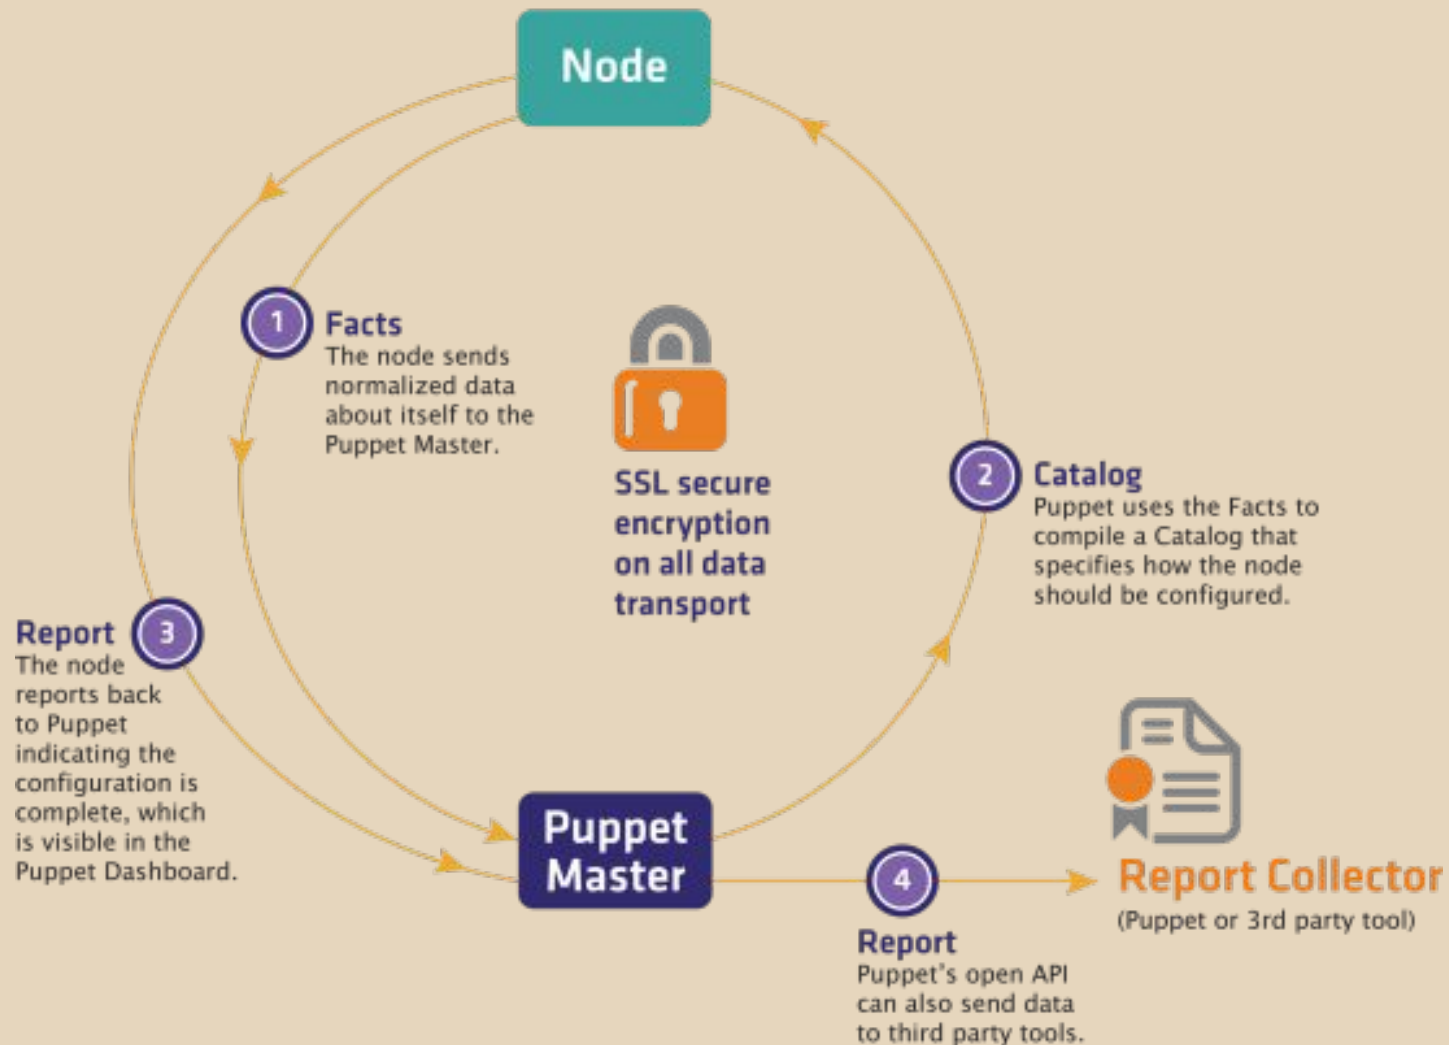 Node
1
Facts
The node sends
normalized data
about itself to the
Puppet Master.
SSL secure
encryption
on all data
transport
2
Catalog
Puppet uses the Facts to
compile a Catalog that
specifies how the node
should be configured.
Report
3
The node
reports back
to Puppet
indicating the
configuration is
complete, which
is visible in the
Puppet Dashboard.
Puppet
Master
4
Report
Puppet's open API
can also send data
to third party tools.
Report Collector
(Puppet or 3rd party tool)